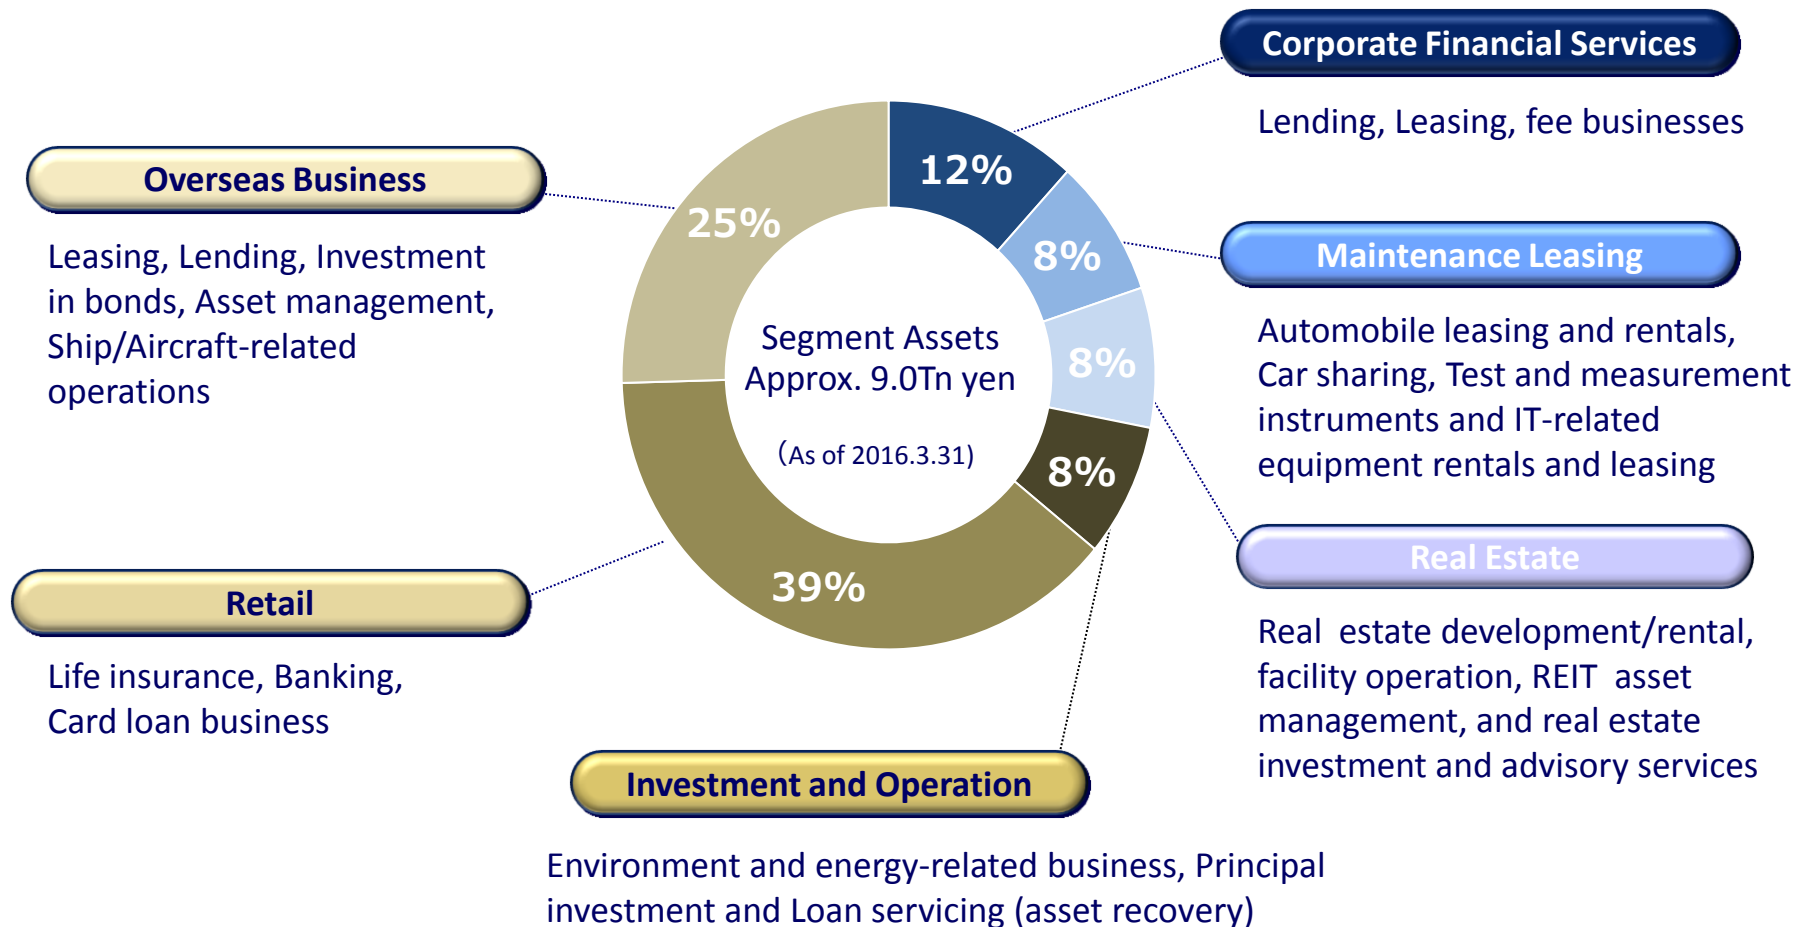 Corporate Financial Services
Lending, Leasing, fee businesses
Maintenance Leasing
Automobile leasing and rentals,
Car sharing, Test and measurement
instruments and IT-related
equipment rentals and leasing
Real Estate
Real  estate development/rental,
facility operation, REIT  asset
management, and real estate
investment and advisory services
Investment and Operation
Environment and energy-related business, Principal
investment and Loan servicing (asset recovery)
Retail
Life insurance, Banking,
Card loan business
Overseas Business
Leasing, Lending, Investment
in bonds, Asset management,
Ship/Aircraft-related
operations
12%
8%
8%
8%
39%
25%
Segment Assets
Approx. 9.0Tn yen
（As of 2016.3.31)